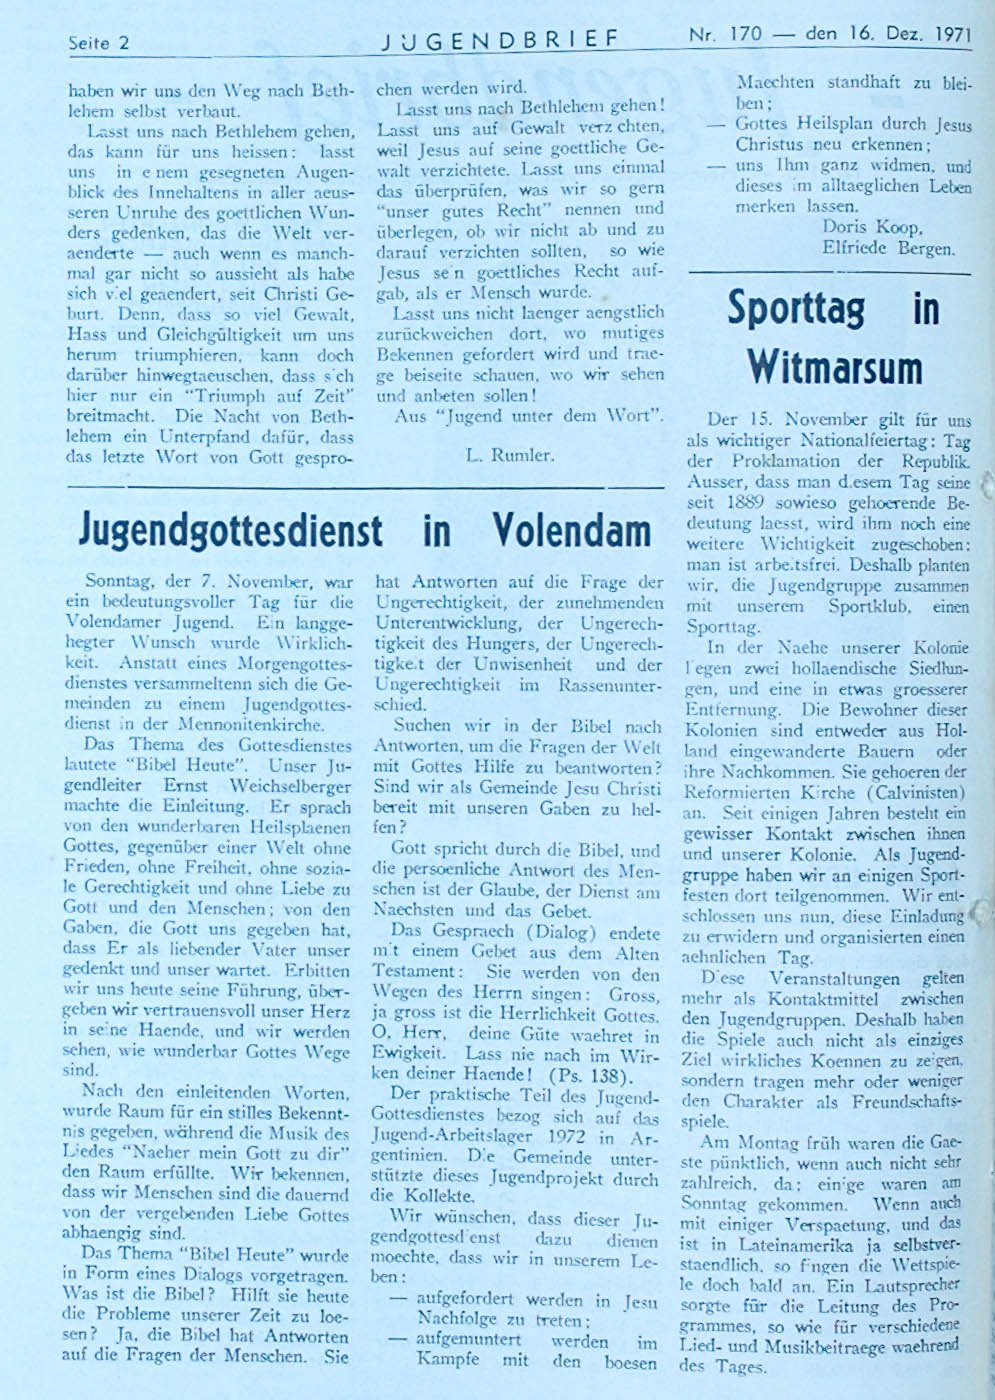 Seite 2
JUGENDBRIEF
Nr. 170 — den 16. Dez. 1971
haben wir uns den Weg nach Beth-
lehem selbst verbaut.
Lasst uns nach Bethlehem gehen,
das kann für uns heissen: lasst
uns in e nem gesegneten Augen-
blick des Innehaltens in aller aeus-
seren Unruhe des goettlichen Wun-
ders gedenken, das die Welt ver-
aenderte — auch wenn es manch-
mal gar nicht so aussieht als habe
sich viel geaendert, seit Christi Ge-
burt. Denn, dass so viel Gewalt,
Hass und Gleichgültigkeit um uns
herum triumphieren, kann doch
darüber hinwegtaeuschen, dass sich
hier nur ein "Triumph auf Zeit"
breitmacht. Die Nacht von Beth-
lehem ein Unterpfand dafür, dass
das letzte Wort von Gott gespro-
chen werden wird.
Lasst uns nach Bethlehem gehen!
Lasst uns auf Gewalt verz chten,
weil Jesus auf seine goettliche Ge-
walt verzichtete. Lasst uns einmal
das überprüfen, was wir so gern
"unser gutes Recht" nennen und
überlegen, ob wir nicht ab und zu
darauf verzichten sollten, so wie
Jesus sein goettliches Recht auf-
gab, als er Mensch wurde.
Lasst uns nicht laenger aengstlich
zurückweichen dort, wo mutiges
Bekennen gefordert wird und trae-
ge beiseite schauen, wo wir sehen
und anbeten sollen!
Aus "Jugend unter dem Wort".
L. Rumler.
Jugendgottesdienst in Volendam
Sonntag, der 7. November, war
ein bedeutungsvoller Tag für die
Volendamer Jugend. Ein langge-
hegter Wunsch wurde Wirklich-
keit. Anstatt eines Morgengottes-
dienstes versammeltenn sich die Ge-
meinden zu einem Jugendgottes-
dienst in der Mennonitenkirche.
Das Thema des Gottesdienstes
lautete "Bibel Heute". Unser Ju-
gendleiter Ernst Weichselberger
machte die Einleitung. Er sprach
von den wunderbaren Heilsplaenen
Gottes, gegenüber einer Welt ohne
Frieden, ohne Freiheit, ohne sozia-
le Gerechtigkeit und ohne Liebe zu
Gott und den Menschen; von den
Gaben, die Gott uns gegeben hat,
dass Er als liebender Vater unser
gedenkt und unser wartet. Erbitten
wir uns heute seine Führung, über-
geben wir vertrauensvoll unser Herz
in seine Haende, und wir werden
sehen, wie wunderbar Gottes Wege
sind.
Nach den einleitenden Worten,
wurde Raum für ein stilles Bekennt-
nis gegeben, während die Musik des
Liedes "Naeher mein Gott zu dir"
den Raum erfüllte. Wir bekennen,
dass wir Menschen sind die dauernd
von der vergebenden Liebe Gottes
abhaengig sind.
Das Thema "Bibel Heute" wurde
in Form eines Dialogs vorgetragen.
Was ist die Bibel? Hilft sie heute
die Probleme unserer Zeit zu loe-
sen? Ja, die Bibel hat Antworten
auf die Fragen der Menschen. Sie
hat Antworten auf die Frage der
Ungerechtigkeit, der zunehmenden
Unterentwicklung, der Ungerech-
tigkeit des Hungers, der Ungerech-
tigkeit der Unwisenheit und der
Ungerechtigkeit im Rassenunter-
schied.
Suchen wir in der Bibel nach
Antworten, um die Fragen der Welt
mit Gottes Hilfe zu beantworten?
Sind wir als Gemeinde Jesu Christi
bereit mit unseren Gaben zu hel-
fen?
Gott spricht durch die Bibel, und
die persoenliche Antwort des Men-
schen ist der Glaube, der Dienst am
Naechsten und das Gebet.
Das Gespraech (Dialog) endete
mit einem Gebet aus dem Alten
Testament: Sie werden von den
Wegen des Herrn singen: Gross,
ja gross ist die Herrlichkeit Gottes.
O, Herr, deine Güte waehret in
Ewigkeit. Lass nie nach im Wir-
ken deiner Haende! (Ps. 138).
Der praktische Teil des Jugend-
Gottesdienstes bezog sich auf das
Jugend-Arbeitslager 1972 in Ar-
gentinien. Die Gemeinde unter-
stützte dieses Jugendprojekt durch
die Kollekte.
Wir wünschen, dass dieser Ju-
gendgottesdienst dazu dienen
moechte, dass wir in unserem Le-
ben:
— aufgefordert werden in Jesu
Nachfolge zu treten;
— aufgemuntert werden im
Kampfe mit den boesen
Maechten standhaft zu blei-
ben;
— Gottes Heilsplan durch Jesus
Christus neu erkennen;
— uns Ihm ganz widmen, und
dieses im alltaeglichen Leben
merken lassen.
Doris Koop,
Elfriede Bergen.
Sporttag in
Witmarsum
Der 15. November gilt für uns
als wichtiger Nationalfeiertag: Tag
der Proklamation der Republik.
Ausser, dass man diesem Tag seine
seit 1889 sowieso gehoerende Be-
deutung laesst, wird ihm noch eine
weitere Wichtigkeit zugeschoben:
man ist arbeitsfrei. Deshalb planten
wir, die Jugendgruppe zusammen
mit unserem Sportklub, einen
Sporttag.
In der Naehe unserer Kolonie
liegen zwei hollaendische Siedlun-
gen, und eine in etwas groesserer
Entfernung. Die Bewohner dieser
Kolonien sind entweder aus Hol-
land eingewanderte Bauern oder
ihre Nachkommen. Sie gehoeren der
Reformierten Kirche (Calvinisten)
an. Seit einigen Jahren besteht ein
gewisser Kontakt zwischen ihnen
und unserer Kolonie. Als Jugend-
gruppe haben wir an einigen Sport-
festen dort teilgenommen. Wir ent-
schlossen uns nun, diese Einladung
zu erwidern und organisierten einen
aehnlichen Tag.
Diese Veranstaltungen gelten
mehr als Kontaktmittel zwischen
den Jugendgruppen. Deshalb haben
die Spiele auch nicht als einziges
Ziel wirkliches Koennen zu zeigen,
sondern tragen mehr oder weniger
den Charakter als Freundschafts-
spiele.
Am Montag früh waren die Gae-
ste pünktlich, wenn auch nicht sehr
zahlreich, da; einige waren am
Sonntag gekommen. Wenn auch
mit einiger Verspaetung, und das
ist in Lateinamerika ja selbstver-
staendlich, so fingen die Wettspie-
le doch bald an. Ein Lautsprecher
sorgte für die Leitung des Pro-
grammes, so wie für verschiedene
Lied- und Musikbeitraege waehrend
des Tages.